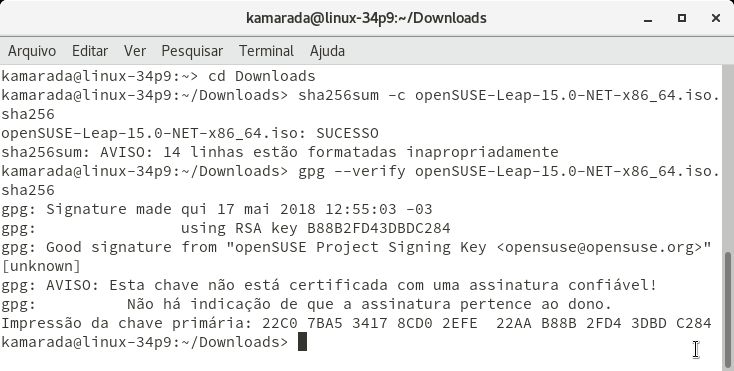 kamarada@linux-34p9:~/Downloads
Arquivo Editar Ver Pesquisar Terminal Ajuda
kamarada@linux-34p9:~> cd Downloads
kamarada@linux-34p9:~/Downloads> sha256sum -c openSUSE-Leap-15.0-NET-x86_64.iso.
sha256
openSUSE-Leap-15.0-NET-x86_64.iso: SUCESSO
sha256sum: AVISO: 14 linhas estão formatadas inapropriadamente
kamarada@linux-34p9:~/Downloads> gpg --verify openSUSE-Leap-15.0-NET-x86_64.iso.
sha256
gpg: Signature made qui 17 mai 2018 12:55:03 -03
gpg:                using RSA key B88B2FD43DBDC284
gpg: Good signature from "openSUSE Project Signing Key <opensuse@opensuse.org>"
[unknown]
gpg: AVISO: Esta chave não está certificada com uma assinatura confiável!
gpg:          Não há indicação de que a assinatura pertence ao dono.
Impressão da chave primária: 22C0 7BA5 3417 8CD0 2EFE  22AA B88B 2FD4 3DBD C284
kamarada@linux-34p9:~/Downloads>